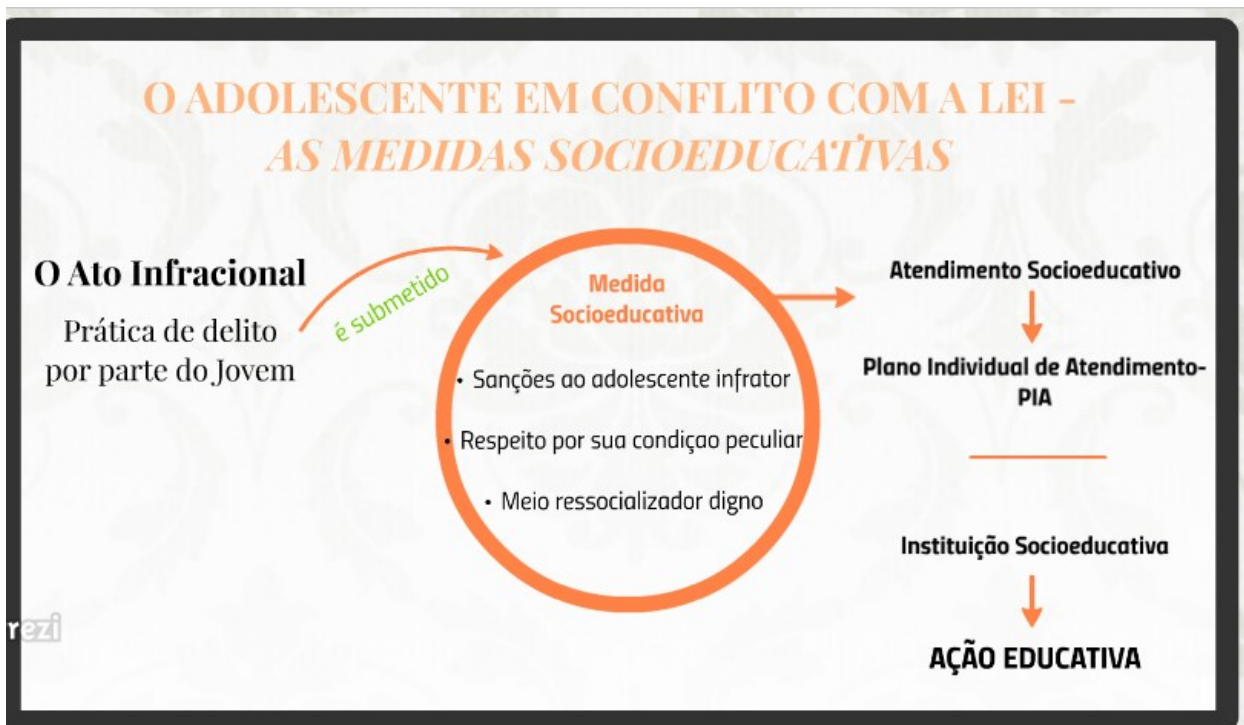 O ADOLESCENTE EM CONFLITO COM A LEI -
AS MEDIDAS SOCIOEDUCATIVAS
O Ato Infracional
Prática de delito
por parte do Jovem
é submetido
Medida
Socioeducativa
• Sanções ao adolescente infrator
• Respeito por sua condiçao peculiar
• Meio ressocializador digno
Atendimento Socioeducativo
Plano Individual de Atendimento-
PIA
Instituição Socioeducativa
AÇÃO EDUCATIVA
rezi